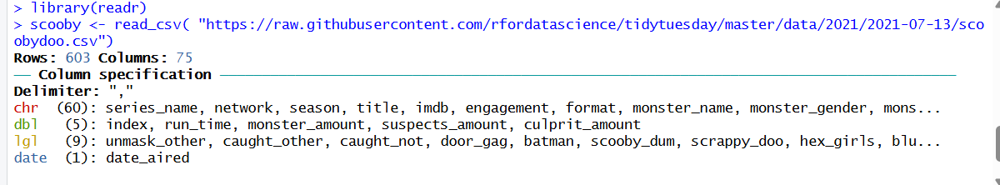 > library(readr)
> scooby <- read_csv( "https://raw.githubusercontent.com/rfordatascience/tidytuesday/master/data/2021/2021-07-13/sco
obydoo.csv")
Rows: 603 Columns: 75
── Column specification ─────────────────────────────────────────────────────────────────
Delimiter: ","
chr  (60): series_name, network, season, title, imdb, engagement, format, monster_name, monster_gender, mons...
dbl   (5): index, run_time, monster_amount, suspects_amount, culprit_amount
lgl   (9): unmask_other, caught_other, caught_not, door_gag, batman, scooby_dum, scrappy_doo, hex_girls, blu...
date  (1): date_aired